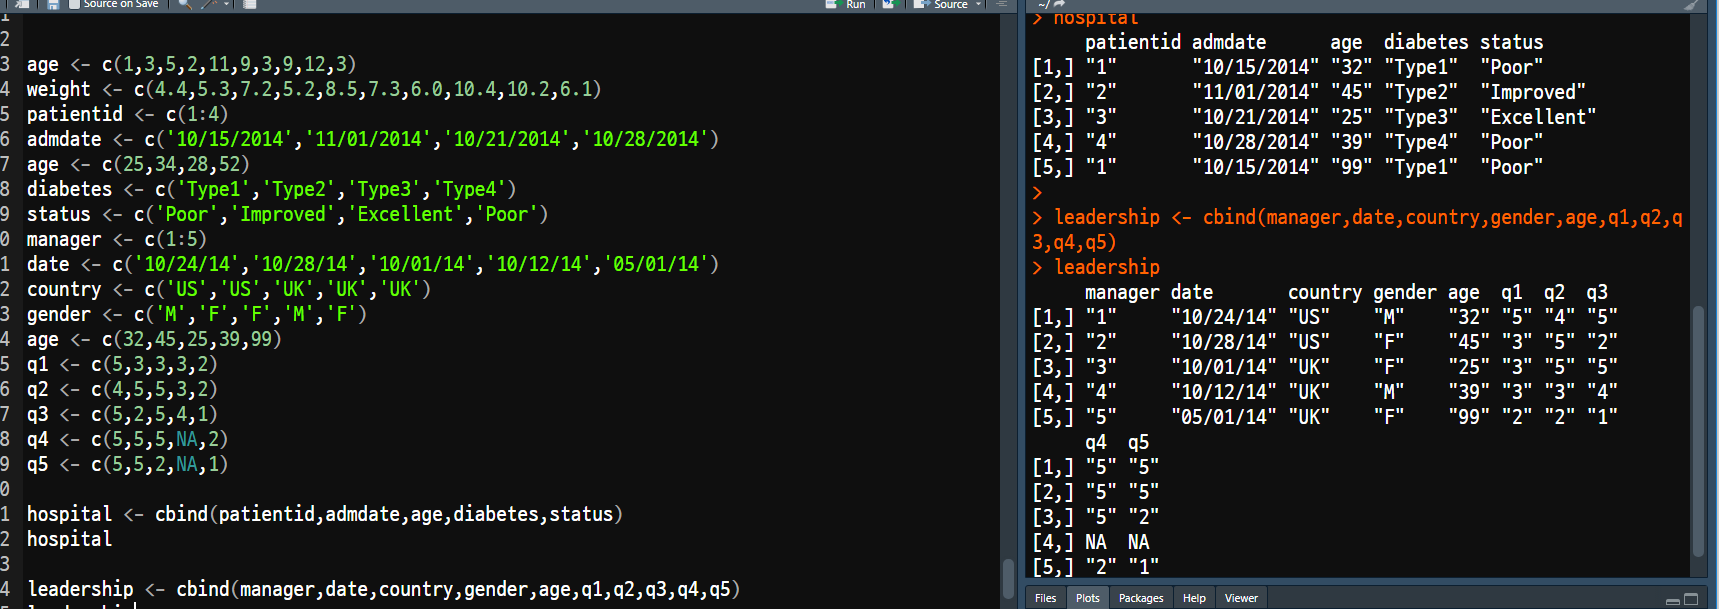 Source on Save
Run
Source
1
2
3 age <- c(1,3,5,2,11,9,3,9,12,3)
4 weight <- c(4.4,5.3,7.2,5.2,8.5,7.3,6.0,10.4,10.2,6.1)
5 patientid <- c(1:4)
6 admdate <- c('10/15/2014','11/01/2014','10/21/2014','10/28/2014')
7 age <- c(25,34,28,52)
8 diabetes <- c('Type1','Type2','Type3','Type4')
9 status <- c('Poor','Improved','Excellent','Poor')
0 manager <- c(1:5)
1 date <- c('10/24/14','10/28/14','10/01/14','10/12/14','05/01/14')
2 country <- c('US','US','UK','UK','UK')
3 gender <- c('M','F','F','M','F')
4 age <- c(32,45,25,39,99)
5 q1 <- c(5,3,3,3,2)
6 q2 <- c(4,5,5,3,2)
7 q3 <- c(5,2,5,4,1)
8 q4 <- c(5,5,5,NA,2)
9 q5 <- c(5,5,2,NA,1)
0
1 hospital <- cbind(patientid,admdate,age,diabetes,status)
2 hospital
3
4 leadership <- cbind(manager,date,country,gender,age,q1,q2,q3,q4,q5)
~/
> hospital
patientid admdate age diabetes status
[1,] "1" "10/15/2014" "32" "Type1" "Poor"
[2,] "2" "11/01/2014" "45" "Type2" "Improved"
[3,] "3" "10/21/2014" "25" "Type3" "Excellent"
[4,] "4" "10/28/2014" "39" "Type4" "Poor"
[5,] "1" "10/15/2014" "99" "Type1" "Poor"
>
> leadership <- cbind(manager,date,country,gender,age,q1,q2,q
3,q4,q5)
> leadership
manager date country gender age q1 q2 q3
[1,] "1" "10/24/14" "US" "M" "32" "5" "4" "5"
[2,] "2" "10/28/14" "US" "F" "45" "3" "5" "2"
[3,] "3" "10/01/14" "UK" "F" "25" "3" "5" "5"
[4,] "4" "10/12/14" "UK" "M" "39" "3" "3" "4"
[5,] "5" "05/01/14" "UK" "F" "99" "2" "2" "1"
q4 q5
[1,] "5" "5"
[2,] "5" "5"
[3,] "5" "2"
[4,] NA NA
[5,] "2" "1"
Files Plots Packages Help Viewer